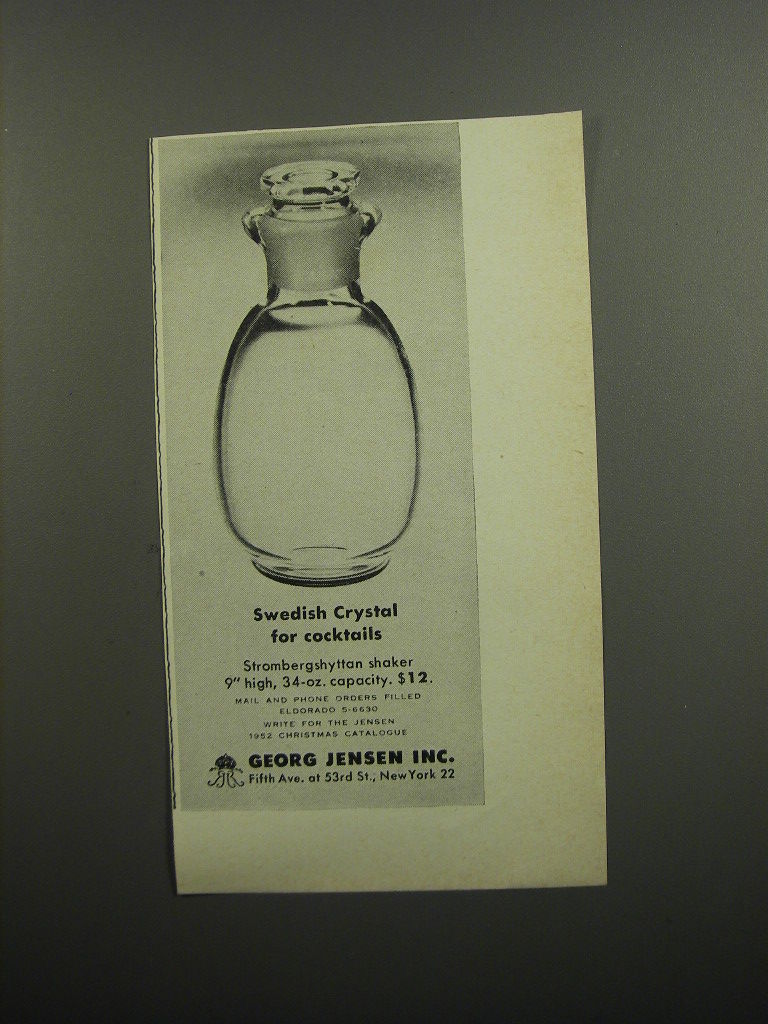 Swedish Crystal
for cocktails
Strombergshyttan shaker
9" high, 34-oz. capacity. $12.
MAIL AND PHONE ORDERS FILLED
ELDORADO 5-6630
WRITE FOR THE JENSEN
1952 CHRISTMAS CATALOGUE
GEORG JENSEN INC.
Fifth Ave. at 53rd St., New York 22